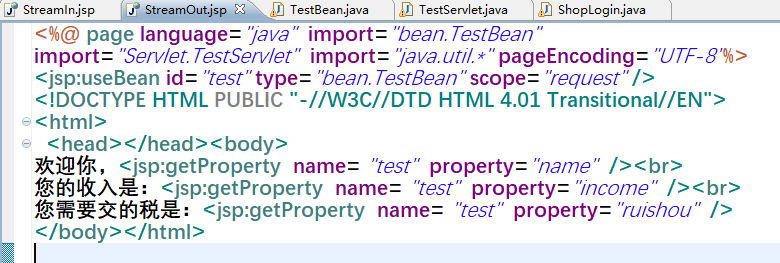 StreamIn.jsp StreamOut.jsp TestBean.java TestServlet.java ShopLogin.java
<%@ page language="java" import="bean.TestBean"
import="Servlet.TestServlet" import="java.util.*" pageEncoding="UTF-8"%>
<jsp:useBean id="test" type="bean.TestBean" scope="request" />
<!DOCTYPE HTML PUBLIC "-//W3C//DTD HTML 4.01 Transitional//EN">
<html>
<head></head><body>
欢迎你，<jsp:getProperty name= "test" property="name" /><br>
您的收入是：<jsp:getProperty name= "test" property="income" /><br>
您需要交的税是：<jsp:getProperty name= "test" property="ruishou" />
</body></html>